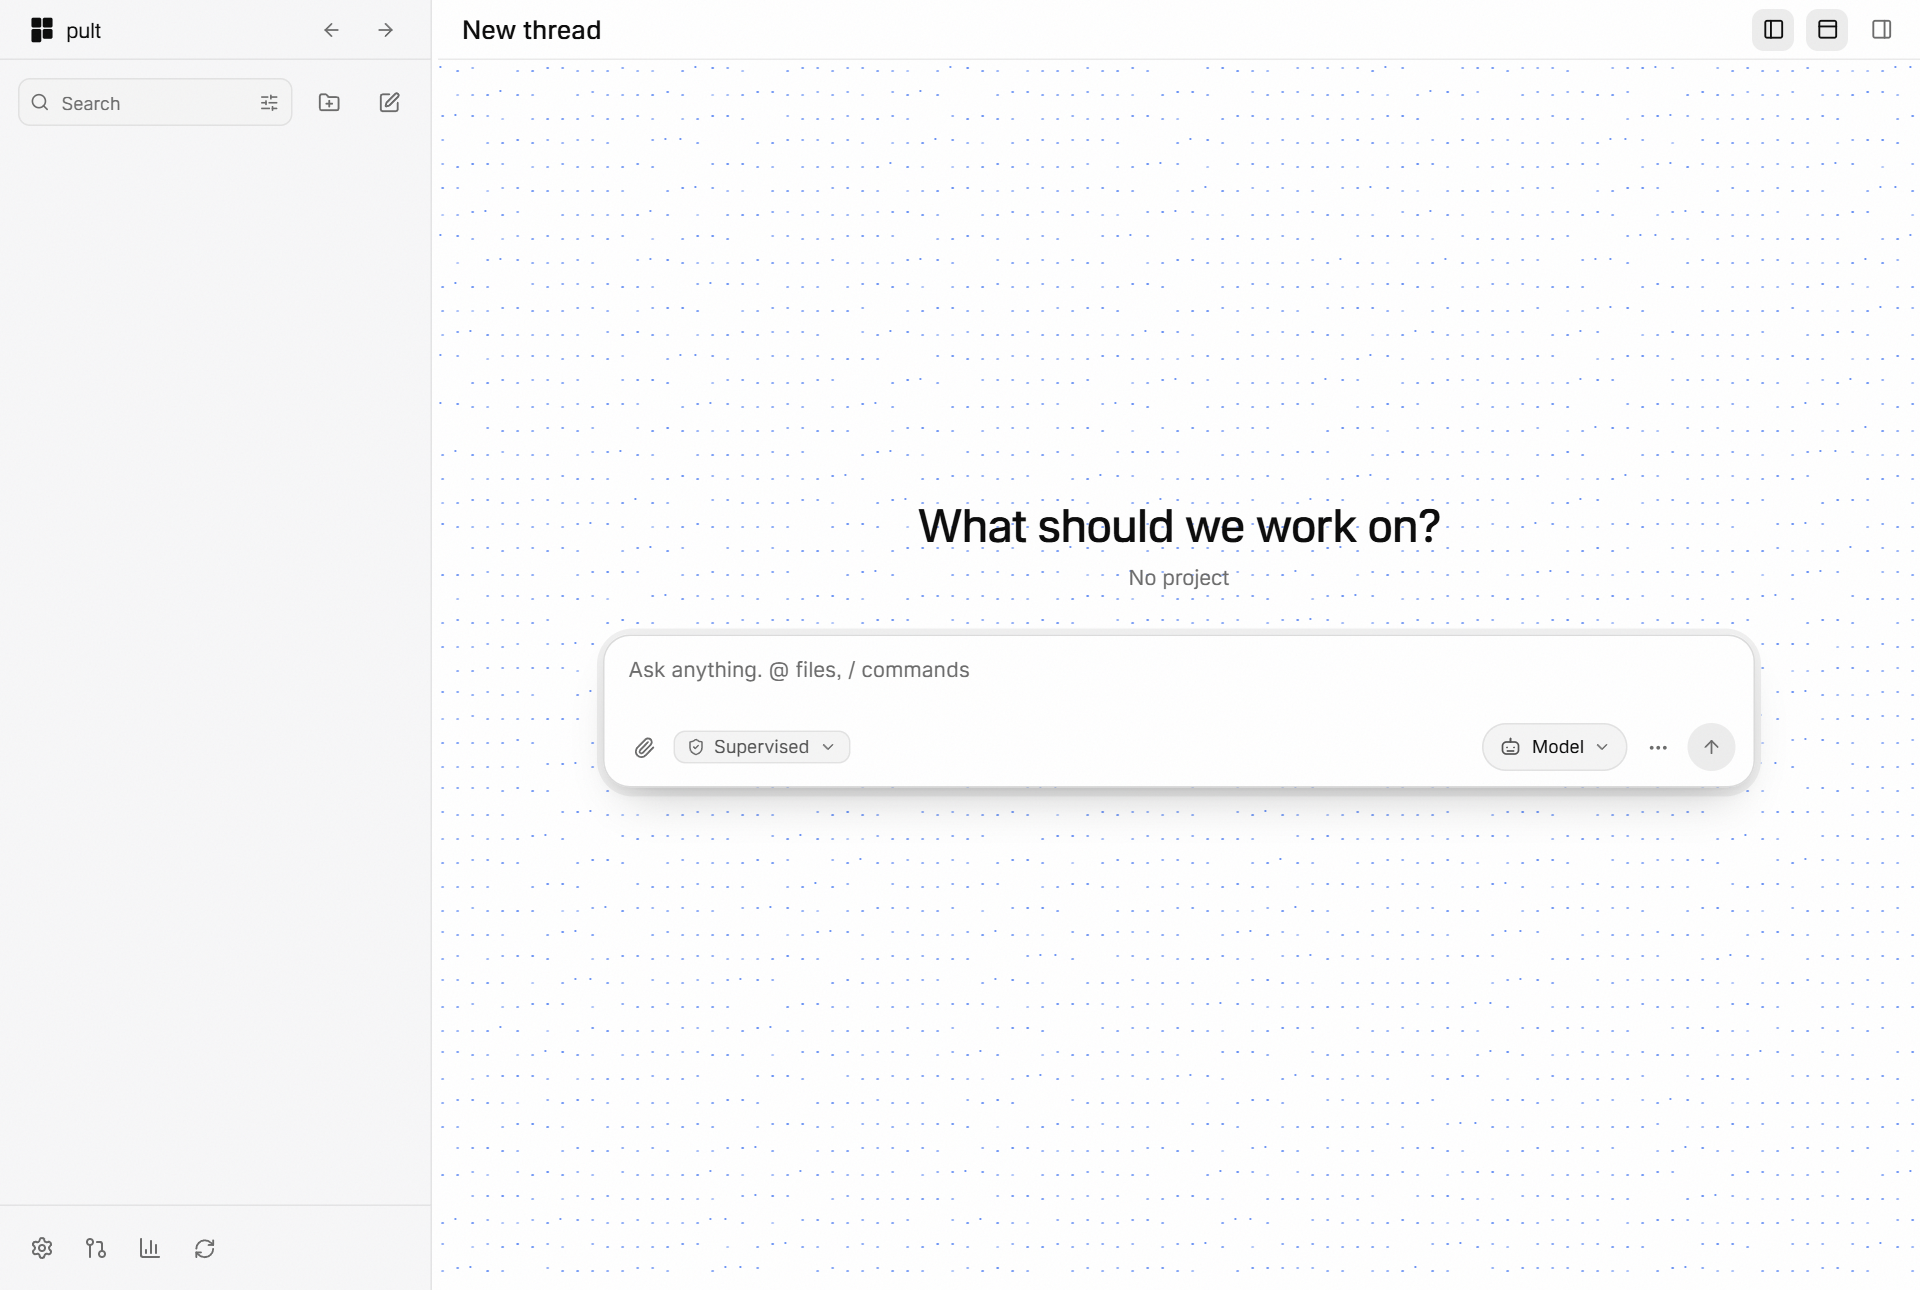 pult
New thread
Search
What should we work on?
No project
Ask anything. @ files, / commands
Supervised
Model